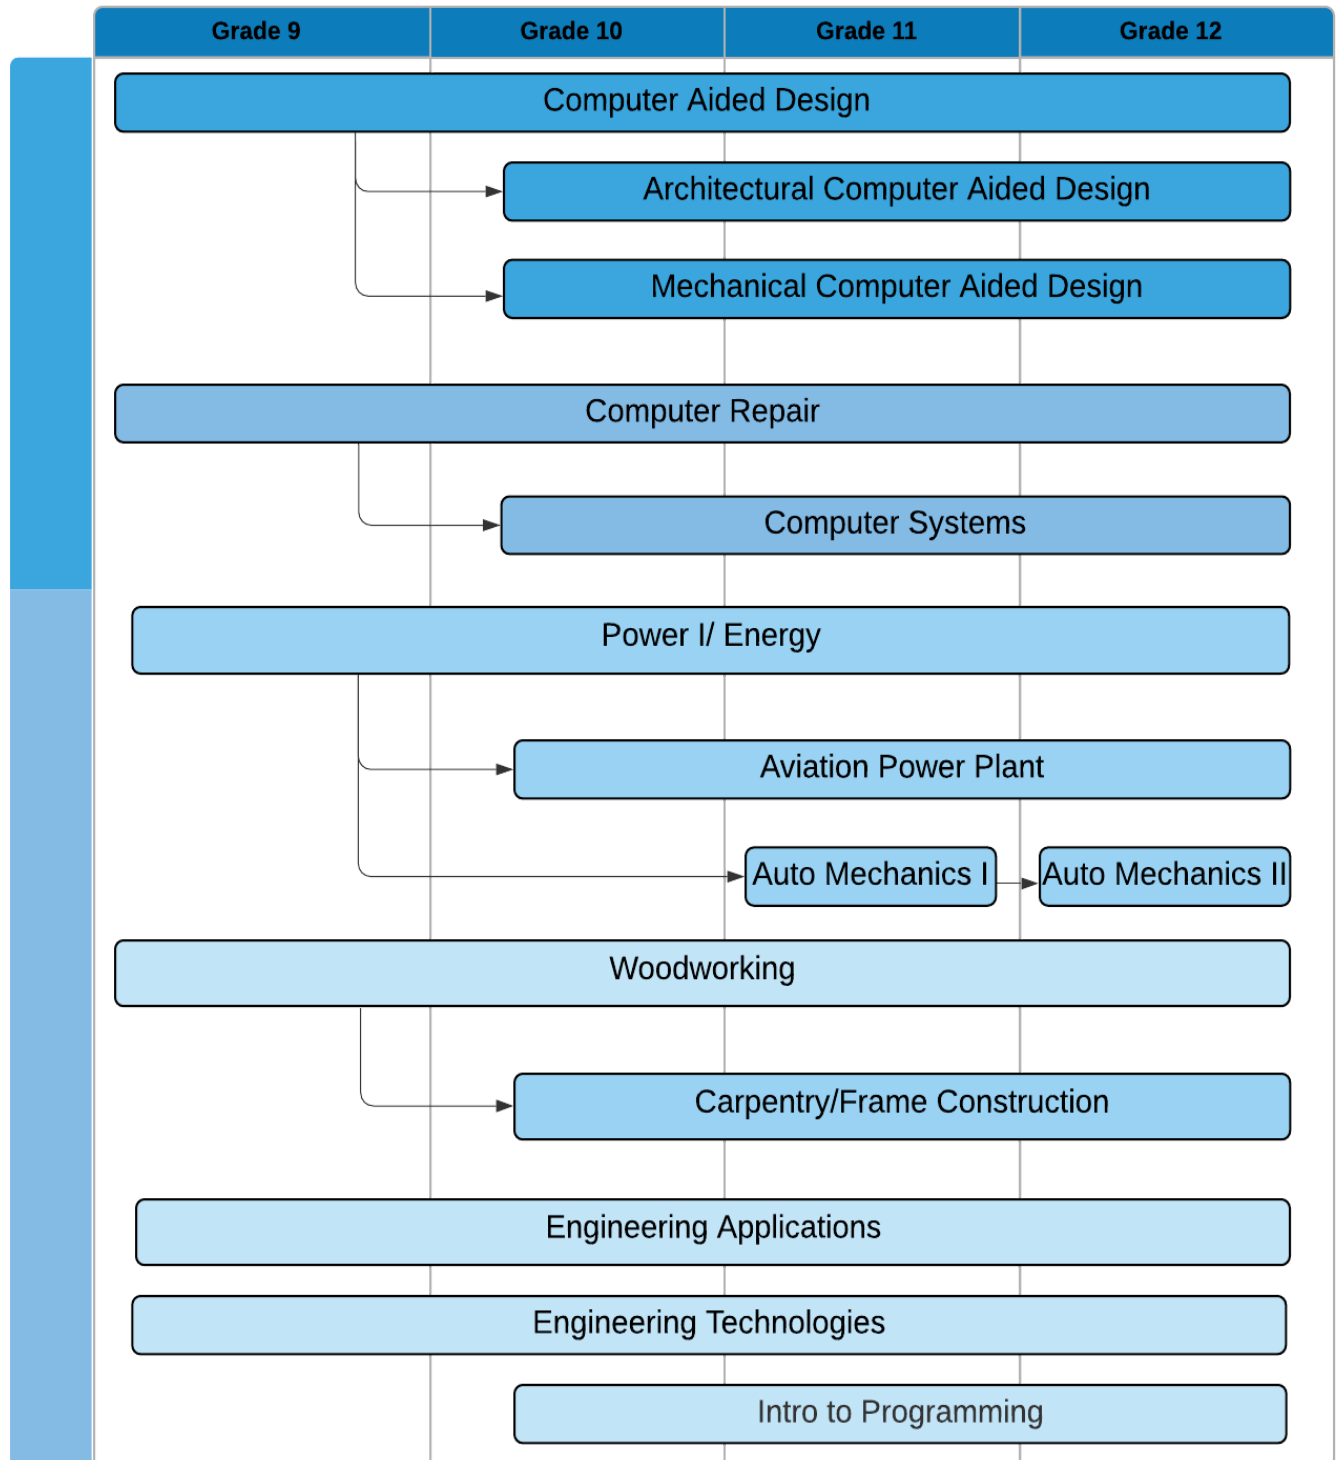 Grade 9
Grade 10
Grade 11
Grade 12
Computer Aided Design
Architectural Computer Aided Design
Mechanical Computer Aided Design
Computer Repair
Computer Systems
Power I/ Energy
Aviation Power Plant
Auto Mechanics I
Auto Mechanics II
Woodworking
Carpentry/Frame Construction
Engineering Applications
Engineering Technologies
Intro to Programming